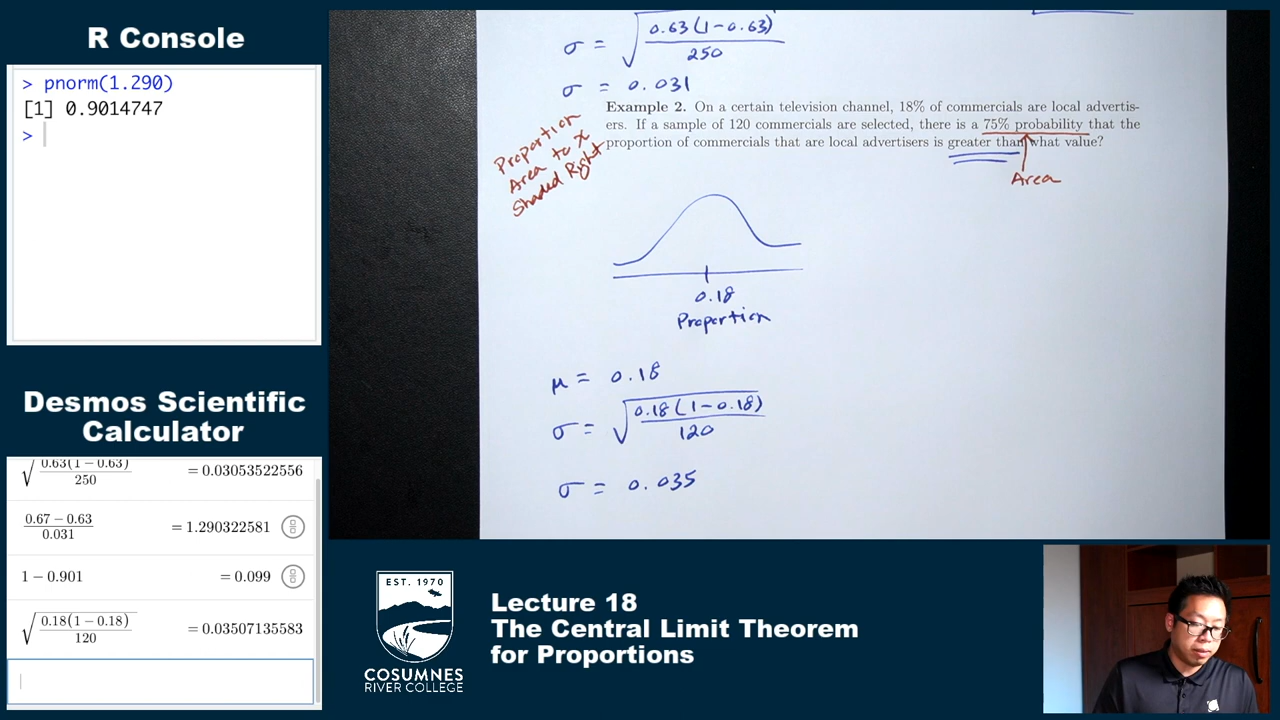 R Console
> pnorm(1.290)
[1] 0.9014747
>
Desmos Scientific
Calculator
√(0.63(1−0.63)/250) = 0.03053522556
(0.67−0.63)/0.031 = 1.290322581
1−0.901 = 0.099
√(0.18(1−0.18)/120) = 0.03507135583
σ = √(0.63(1−0.63)/250)
σ = 0.031
Example 2. On a certain television channel, 18% of commercials are local advertis-
ers. If a sample of 120 commercials are selected, there is a 75% probability that the
proportion of commercials that are local advertisers is greater than what value?
Proportion
Area to x
Shaded Right
Area
0.18
Proportion
μ = 0.18
σ = √(0.18(1−0.18)/120)
σ = 0.035
EST. 1970
COSUMNES
RIVER COLLEGE
Lecture 18
The Central Limit Theorem
for Proportions